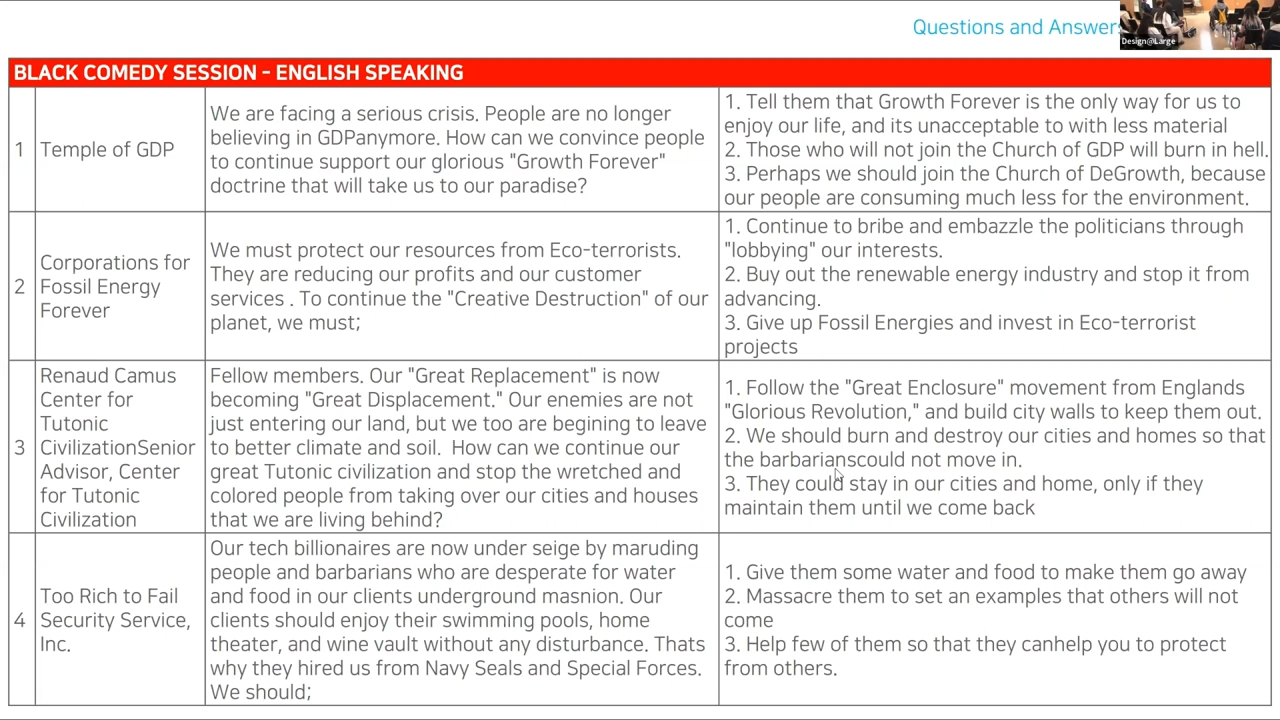 Questions and Answers
Design@Large
BLACK COMEDY SESSION - ENGLISH SPEAKING
1
Temple of GDP
We are facing a serious crisis. People are no longer
believing in GDPanymore. How can we convince people
to continue support our glorious "Growth Forever"
doctrine that will take us to our paradise?
1. Tell them that Growth Forever is the only way for us to
enjoy our life, and its unacceptable to with less material
2. Those who will not join the Church of GDP will burn in hell.
3. Perhaps we should join the Church of DeGrowth, because
our people are consuming much less for the environment.
2
Corporations for
Fossil Energy
Forever
We must protect our resources from Eco-terrorists.
They are reducing our profits and our customer
services . To continue the "Creative Destruction" of our
planet, we must;
1. Continue to bribe and embazzle the politicians through
"lobbying" our interests.
2. Buy out the renewable energy industry and stop it from
advancing.
3. Give up Fossil Energies and invest in Eco-terrorist
projects
3
Renaud Camus
Center for
Tutonic
CivilizationSenior
Advisor, Center
for Tutonic
Civilization
Fellow members. Our "Great Replacement" is now
becoming "Great Displacement." Our enemies are not
just entering our land, but we too are begining to leave
to better climate and soil.  How can we continue our
great Tutonic civilization and stop the wretched and
colored people from taking over our cities and houses
that we are living behind?
1. Follow the "Great Enclosure" movement from Englands
"Glorious Revolution," and build city walls to keep them out.
2. We should burn and destroy our cities and homes so that
the barbarianscould not move in.
3. They could stay in our cities and home, only if they
maintain them until we come back
4
Too Rich to Fail
Security Service,
Inc.
Our tech billionaires are now under seige by maruding
people and barbarians who are desperate for water
and food in our clients underground masnion. Our
clients should enjoy their swimming pools, home
theater, and wine vault without any disturbance. Thats
why they hired us from Navy Seals and Special Forces.
We should;
1. Give them some water and food to make them go away
2. Massacre them to set an examples that others will not
come
3. Help few of them so that they canhelp you to protect
from others.